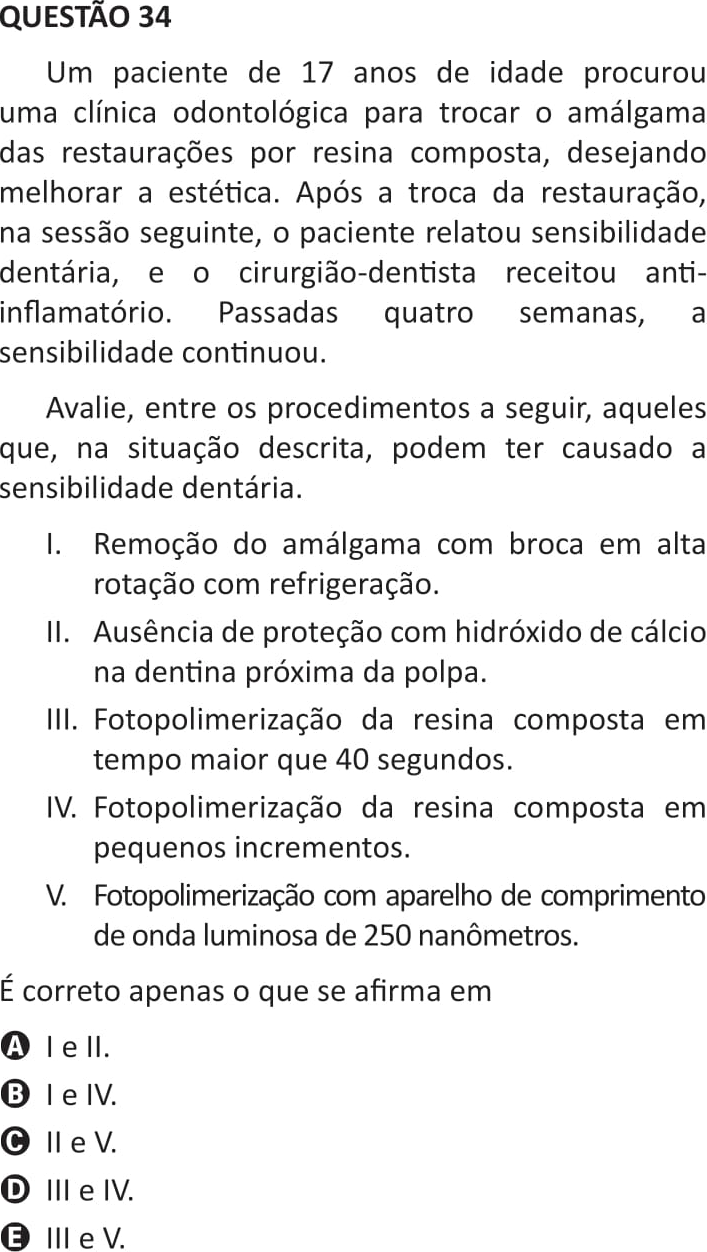 QUESTÃO 34
Um paciente de 17 anos de idade procurou
uma clínica odontológica para trocar o amálgama
das restaurações por resina composta, desejando
melhorar a estética. Após a troca da restauração,
na sessão seguinte, o paciente relatou sensibilidade
dentária, e o cirurgião-dentista receitou anti-
inflamatório. Passadas quatro semanas, a
sensibilidade continuou.
Avalie, entre os procedimentos a seguir, aqueles
que, na situação descrita, podem ter causado a
sensibilidade dentária.
I. Remoção do amálgama com broca em alta
rotação com refrigeração.
II. Ausência de proteção com hidróxido de cálcio
na dentina próxima da polpa.
III. Fotopolimerização da resina composta em
tempo maior que 40 segundos.
IV. Fotopolimerização da resina composta em
pequenos incrementos.
V. Fotopolimerização com aparelho de comprimento
de onda luminosa de 250 nanômetros.
É correto apenas o que se afirma em
A I e II.
B I e IV.
C II e V.
D III e IV.
E III e V.